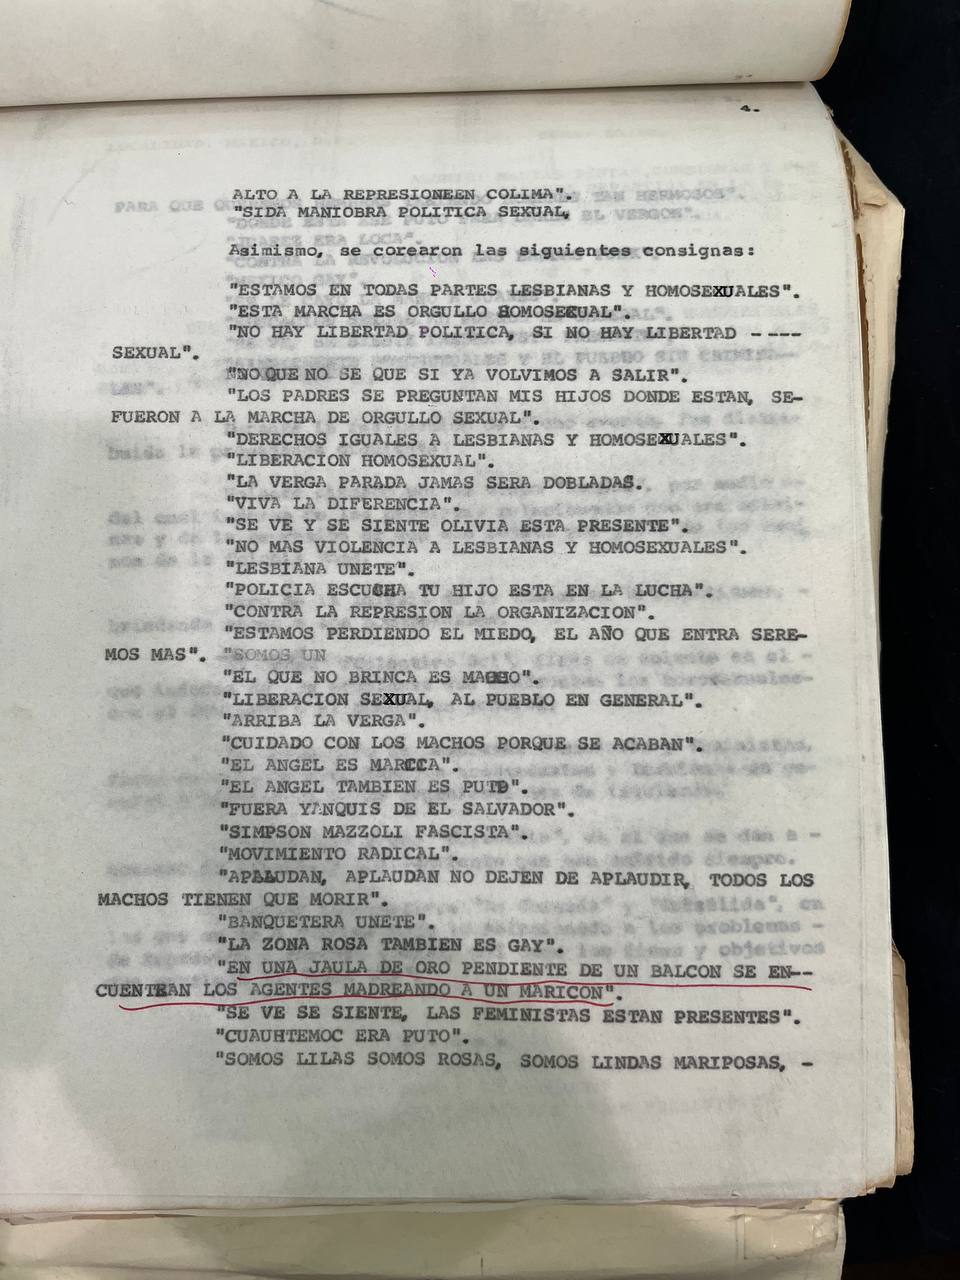 4.
ALTO A LA REPRESIONEEN COLIMA".
"SIDA MANIOBRA POLITICA SEXUAL,
Asimismo, se corearon las siguientes consignas:
"ESTAMOS EN TODAS PARTES LESBIANAS Y HOMOSEXUALES".
"ESTA MARCHA ES ORGULLO HOMOSEXUAL".
"NO HAY LIBERTAD POLITICA, SI NO HAY LIBERTAD ----
SEXUAL".
"NO QUE NO SE QUE SI YA VOLVIMOS A SALIR".
"LOS PADRES SE PREGUNTAN MIS HIJOS DONDE ESTAN, SE-
FUERON A LA MARCHA DE ORGULLO SEXUAL".
"DERECHOS IGUALES A LESBIANAS Y HOMOSEXUALES".
"LIBERACION HOMOSEXUAL".
"LA VERGA PARADA JAMAS SERA DOBLADAS.
"VIVA LA DIFERENCIA".
"SE VE Y SE SIENTE OLIVIA ESTA PRESENTE".
"NO MAS VIOLENCIA A LESBIANAS Y HOMOSEXUALES".
"LESBIANA UNETE".
"POLICIA ESCUCHA TU HIJO ESTA EN LA LUCHA".
"CONTRA LA REPRESION LA ORGANIZACION".
"ESTAMOS PERDIENDO EL MIEDO, EL AÑO QUE ENTRA SERE-
MOS MAS". "SOMOS UN
"EL QUE NO BRINCA ES MACHO".
"LIBERACION SEXUAL, AL PUEBLO EN GENERAL".
"ARRIBA LA VERGA".
"CUIDADO CON LOS MACHOS PORQUE SE ACABAN".
"EL ANGEL ES MARCCA".
"EL ANGEL TAMBIEN ES PUTO".
"FUERA YANQUIS DE EL SALVADOR".
"SIMPSON MAZZOLI FASCISTA".
"MOVIMIENTO RADICAL".
"APALUDAN, APLAUDAN NO DEJEN DE APLAUDIR, TODOS LOS
MACHOS TIENEN QUE MORIR".
"BANQUETERA UNETE".
"LA ZONA ROSA TAMBIEN ES GAY".
"EN UNA JAULA DE ORO PENDIENTE DE UN BALCON SE EN--
CUENTRAN LOS AGENTES MADREANDO A UN MARICON".
"SE VE SE SIENTE, LAS FEMINISTAS ESTAN PRESENTES".
"CUAUHTEMOC ERA PUTO".
"SOMOS LILAS SOMOS ROSAS, SOMOS LINDAS MARIPOSAS, -